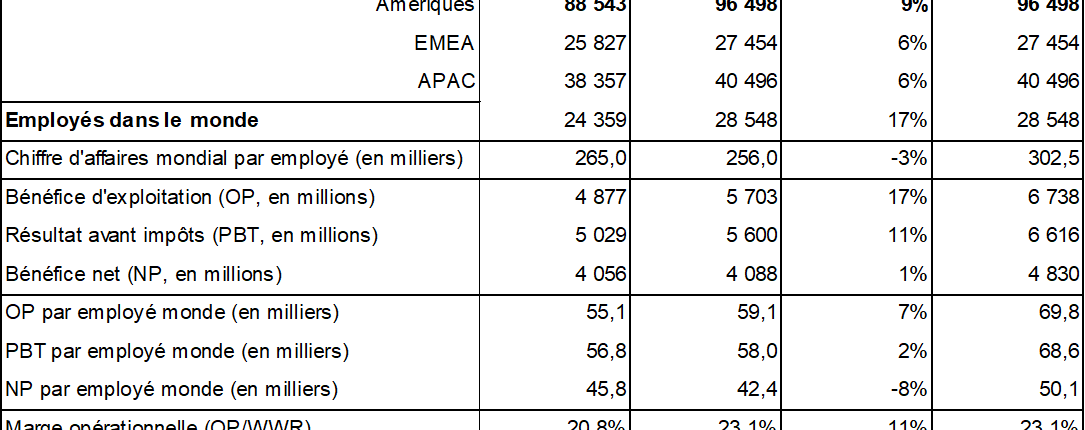 Amériques 88 543 96 498 9% 96 498
EMEA 25 827 27 454 6% 27 454
APAC 38 357 40 496 6% 40 496
Employés dans le monde 24 359 28 548 17% 28 548
Chiffre d'affaires mondial par employé (en milliers) 265,0 256,0 -3% 302,5
Bénéfice d'exploitation (OP, en millions) 4 877 5 703 17% 6 738
Résultat avant impôts (PBT, en millions) 5 029 5 600 11% 6 616
Bénéfice net (NP, en millions) 4 056 4 088 1% 4 830
OP par employé monde (en milliers) 55,1 59,1 7% 69,8
PBT par employé monde (en milliers) 56,8 58,0 2% 68,6
NP par employé monde (en milliers) 45,8 42,4 -8% 50,1
Marge opérationnelle (OP/WWR) 20,8% 23,1% 11% 23,1%